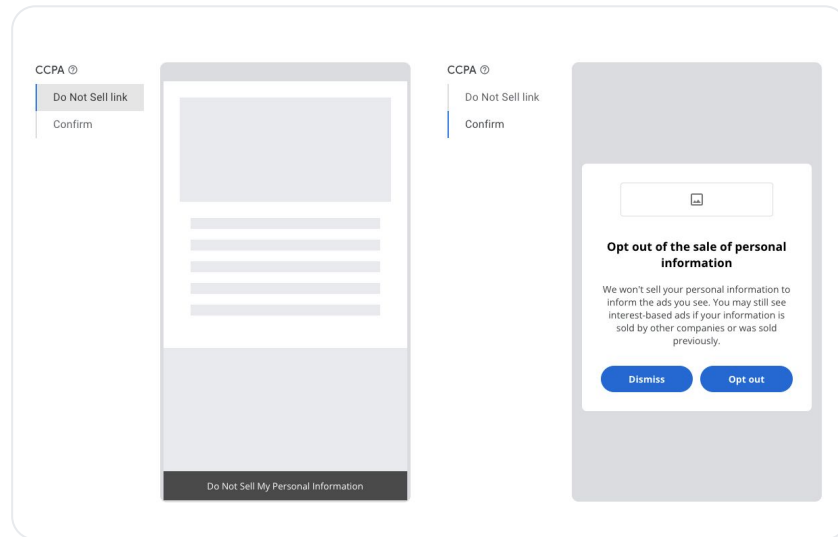 CCPA
Do Not Sell link
Confirm
Do Not Sell My Personal Information
CCPA
Do Not Sell link
Confirm
Opt out of the sale of personal
information
We won't sell your personal information to
inform the ads you see. You may still see
interest-based ads if your information is
sold by other companies or was sold
previously.
Dismiss
Opt out